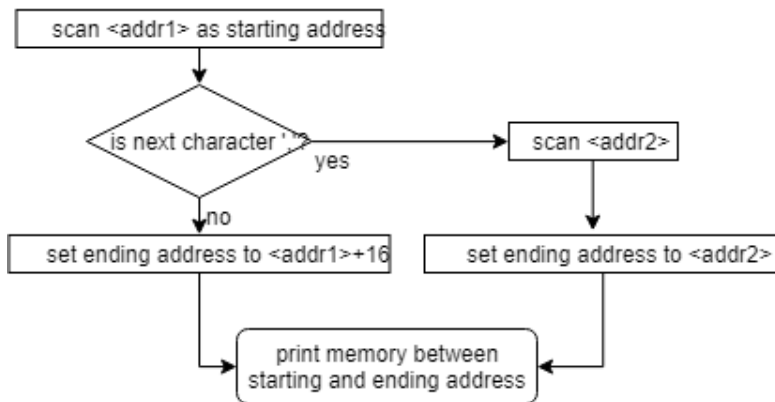 scan <addr1> as starting address
is next character '.'?
yes
scan <addr2>
no
set ending address to <addr1>+16
set ending address to <addr2>
print memory between
starting and ending address